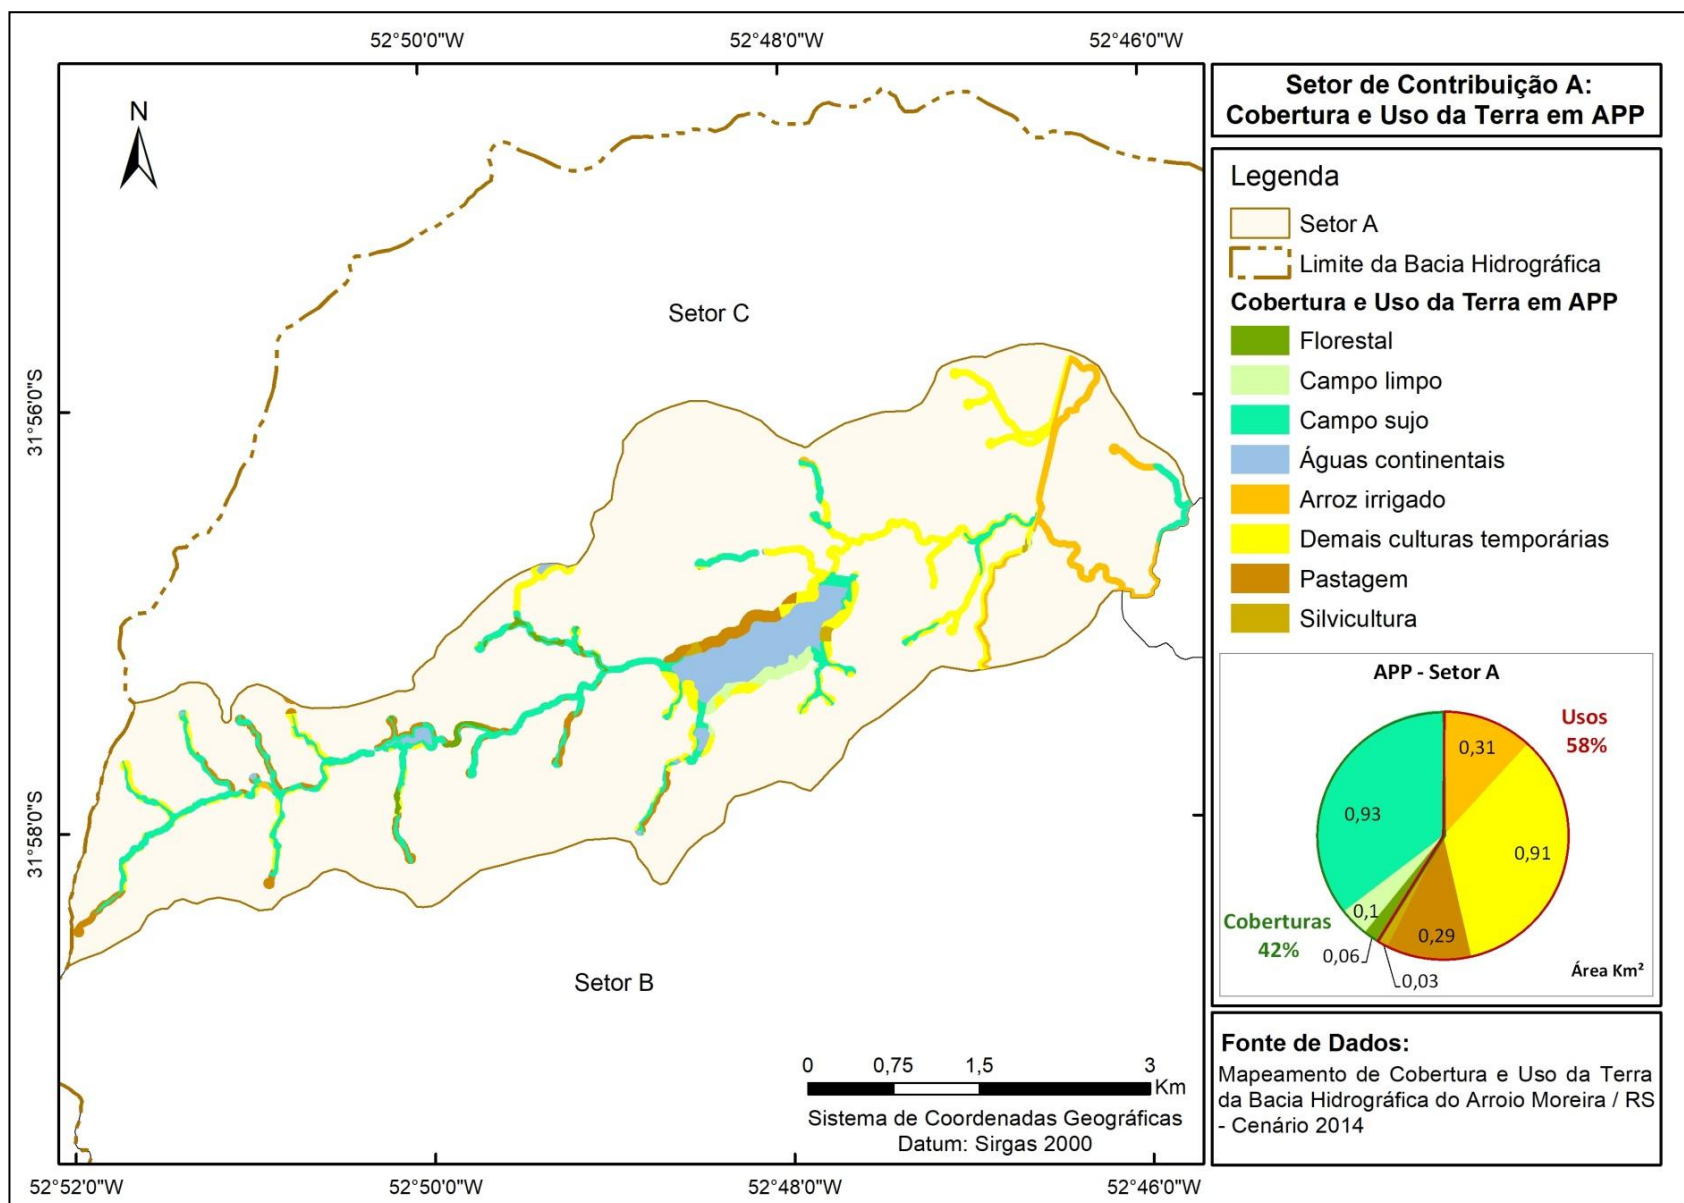 52°50'0"W
52°48'0"W
52°46'0"W
N
31°56'0"S
31°58'0"S
Setor C
Setor B
0
0,75
1,5
3
Km
Sistema de Coordenadas Geográficas
Datum: Sirgas 2000
52°52'0"W
52°50'0"W
52°48'0"W
52°46'0"W
Setor de Contribuição A:
Cobertura e Uso da Terra em APP
Legenda
Setor A
Limite da Bacia Hidrográfica
Cobertura e Uso da Terra em APP
Florestal
Campo limpo
Campo sujo
Águas continentais
Arroz irrigado
Demais culturas temporárias
Pastagem
Silvicultura
APP - Setor A
Usos
58%
0,31
0,93
0,91
0,1
0,29
Coberturas
42%
0,06
0,03
Área Km²
Fonte de Dados:
Mapeamento de Cobertura e Uso da Terra
da Bacia Hidrográfica do Arroio Moreira / RS
- Cenário 2014